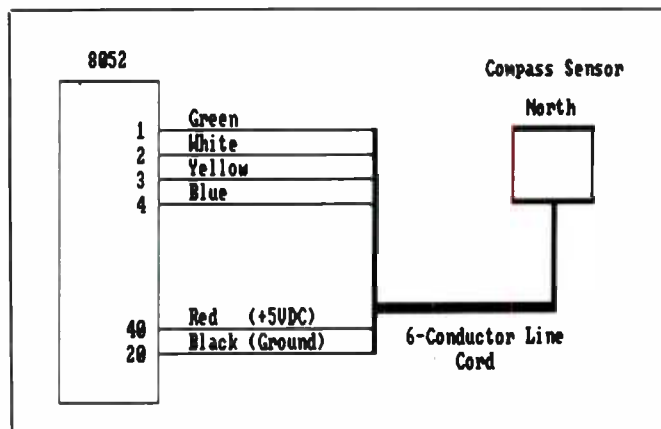 8052
Compass Sensor
North
1 Green
2 White
3 Yellow
4 Blue
40 Red (+5VDC)
20 Black (Ground)
6-Conductor Line
Cord